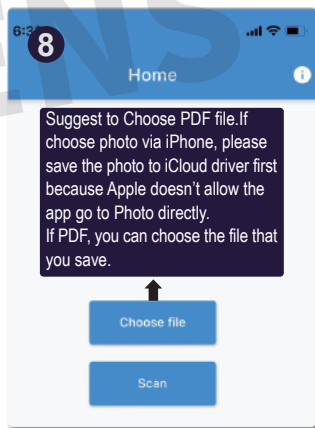 6:3
8
Home
i
Suggest to Choose PDF file.If
choose photo via iPhone, please
save the photo to iCloud driver first
because Apple doesn't allow the
app go to Photo directly.
If PDF, you can choose the file that
you save.
Choose file
Scan